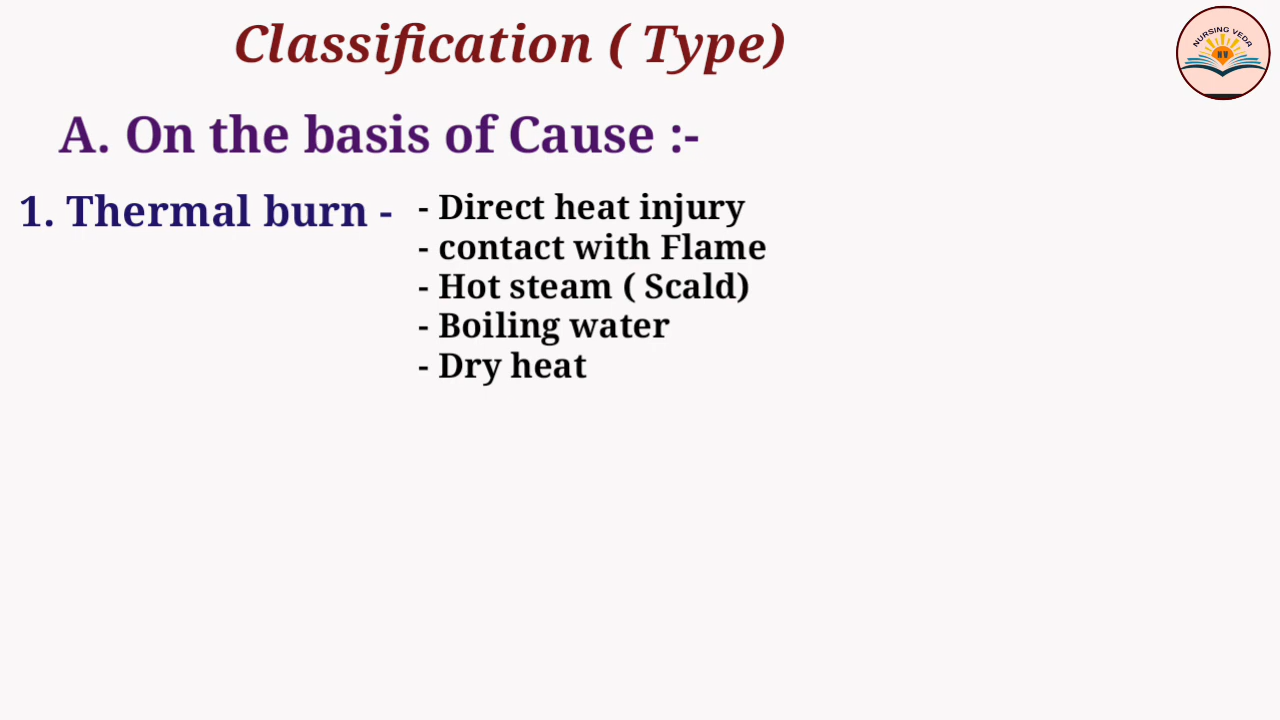 Classification ( Type)
NURSING VEDA
NV
A. On the basis of Cause :-
1. Thermal burn - - Direct heat injury
- contact with Flame
- Hot steam ( Scald)
- Boiling water
- Dry heat